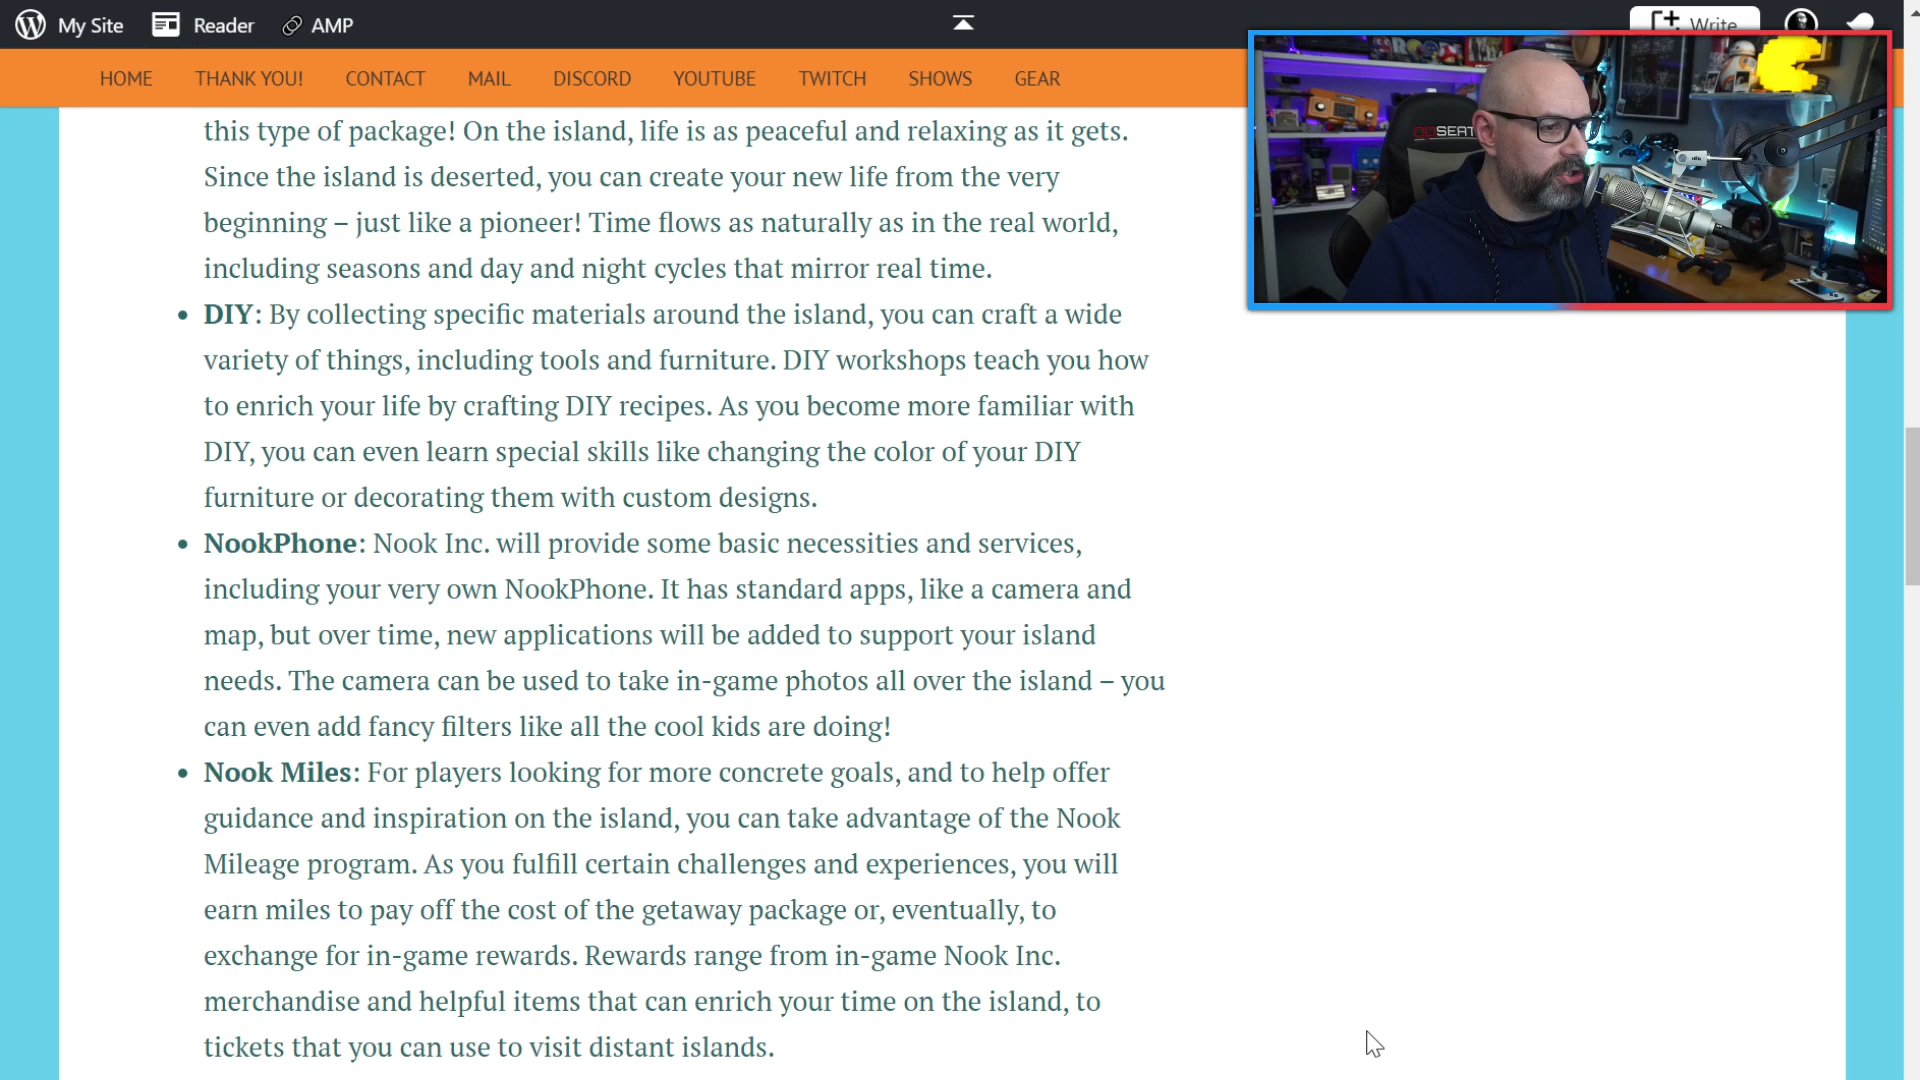 My Site Reader AMP Write
HOME THANK YOU! CONTACT MAIL DISCORD YOUTUBE TWITCH SHOWS GEAR
this type of package! On the island, life is as peaceful and relaxing as it gets.
Since the island is deserted, you can create your new life from the very
beginning – just like a pioneer! Time flows as naturally as in the real world,
including seasons and day and night cycles that mirror real time.
• DIY: By collecting specific materials around the island, you can craft a wide
variety of things, including tools and furniture. DIY workshops teach you how
to enrich your life by crafting DIY recipes. As you become more familiar with
DIY, you can even learn special skills like changing the color of your DIY
furniture or decorating them with custom designs.
• NookPhone: Nook Inc. will provide some basic necessities and services,
including your very own NookPhone. It has standard apps, like a camera and
map, but over time, new applications will be added to support your island
needs. The camera can be used to take in-game photos all over the island – you
can even add fancy filters like all the cool kids are doing!
• Nook Miles: For players looking for more concrete goals, and to help offer
guidance and inspiration on the island, you can take advantage of the Nook
Mileage program. As you fulfill certain challenges and experiences, you will
earn miles to pay off the cost of the getaway package or, eventually, to
exchange for in-game rewards. Rewards range from in-game Nook Inc.
merchandise and helpful items that can enrich your time on the island, to
tickets that you can use to visit distant islands.